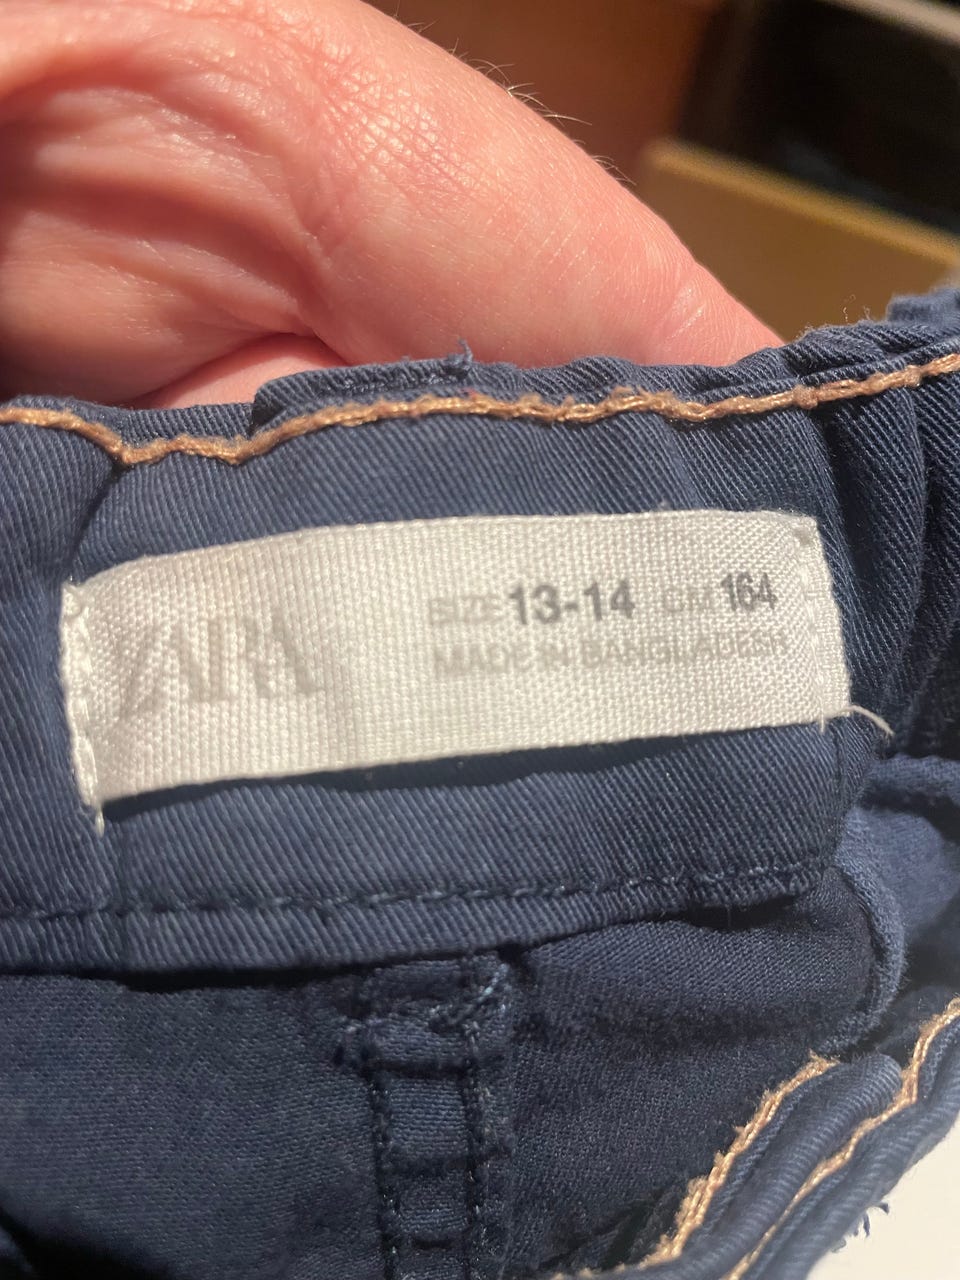 ZARA
SIZE 13-14 CM 164
MADE IN BANGLADESH